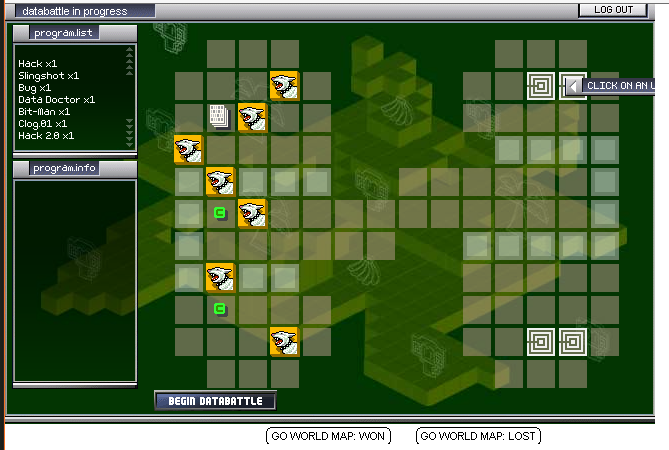 databattle in progress
LOG OUT
program.list
Hack x1
Slingshot x1
Bug x1
Data Doctor x1
Bit-Man x1
Clog.01 x1
Hack 2.0 x1
CLICK ON AN U
program.info
BEGIN DATABATTLE
GO WORLD MAP: WON
GO WORLD MAP: LOST